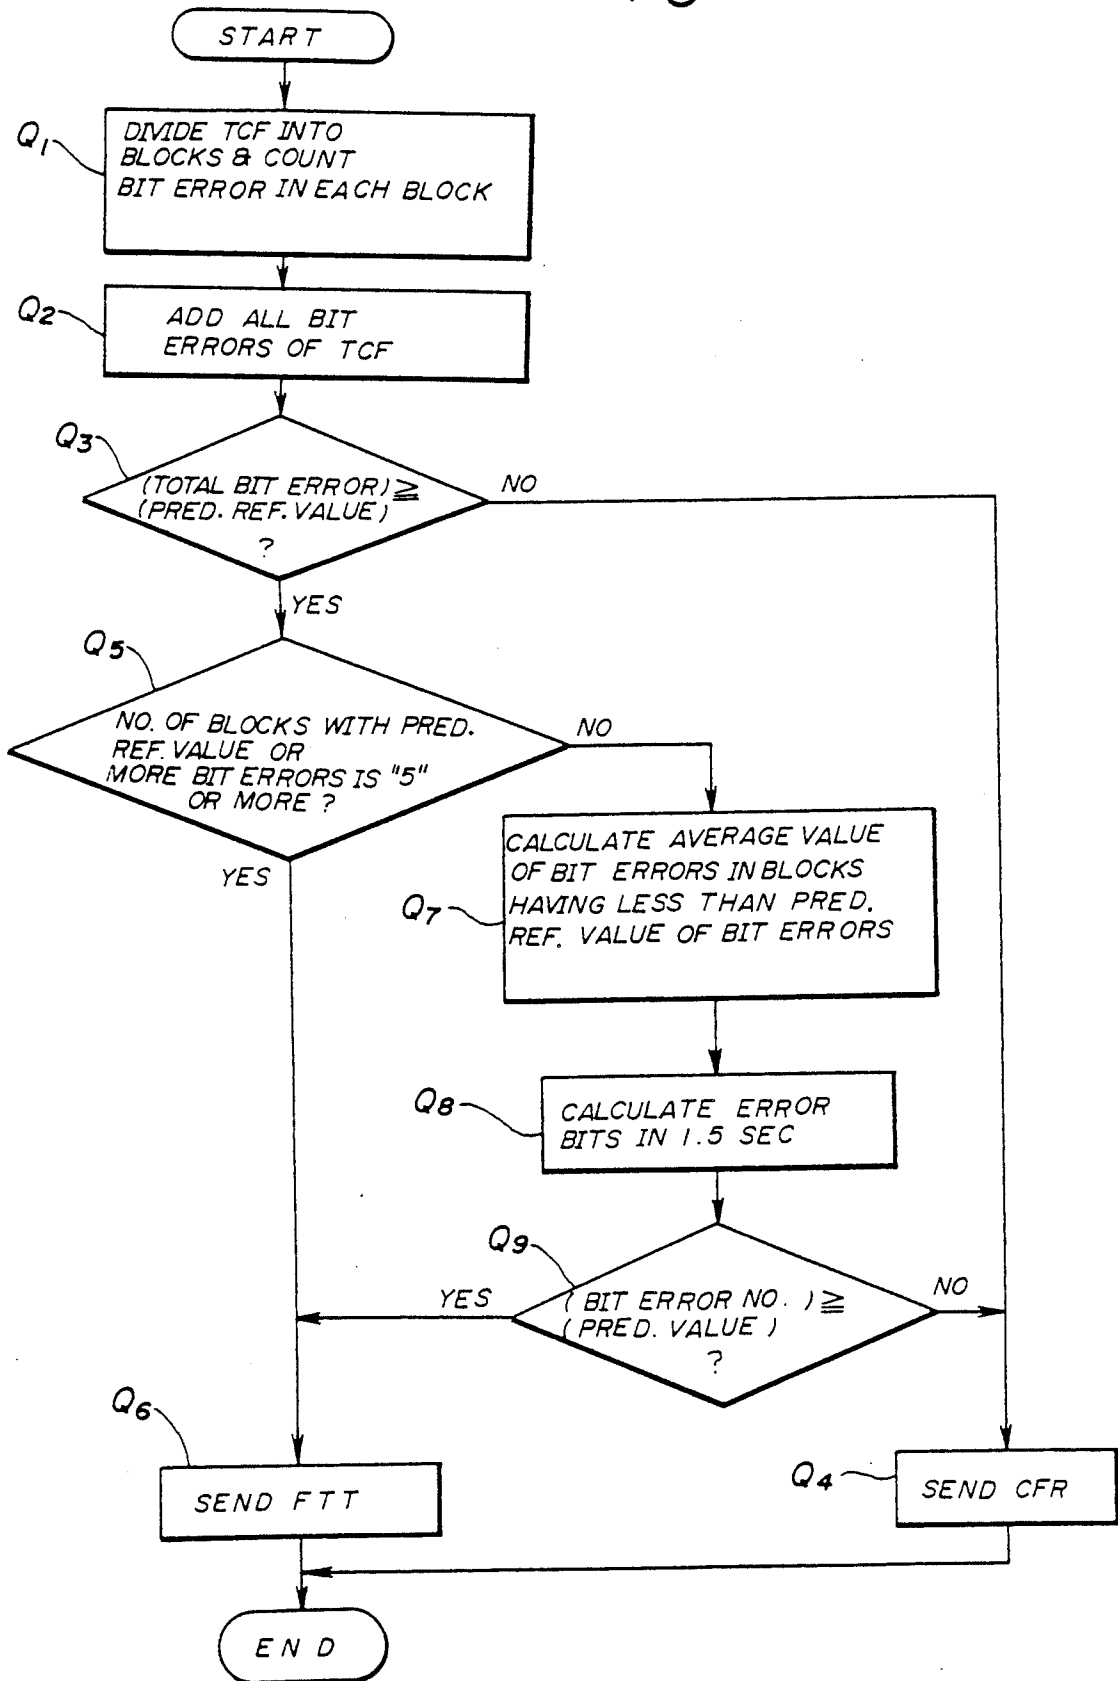 START
Q1
DIVIDE TCF INTO
BLOCKS & COUNT
BIT ERROR IN EACH BLOCK
Q2
ADD ALL BIT
ERRORS OF TCF
Q3
(TOTAL BIT ERROR) ≧
(PRED. REF. VALUE)
?
NO
YES
Q5
NO. OF BLOCKS WITH PRED.
REF. VALUE OR
MORE BIT ERRORS IS "5"
OR MORE ?
NO
YES
Q7
CALCULATE AVERAGE VALUE
OF BIT ERRORS IN BLOCKS
HAVING LESS THAN PRED.
REF. VALUE OF BIT ERRORS
Q8
CALCULATE ERROR
BITS IN 1.5 SEC
Q9
(BIT ERROR NO. ) ≧
(PRED. VALUE )
?
YES
NO
Q6
SEND FTT
Q4
SEND CFR
END